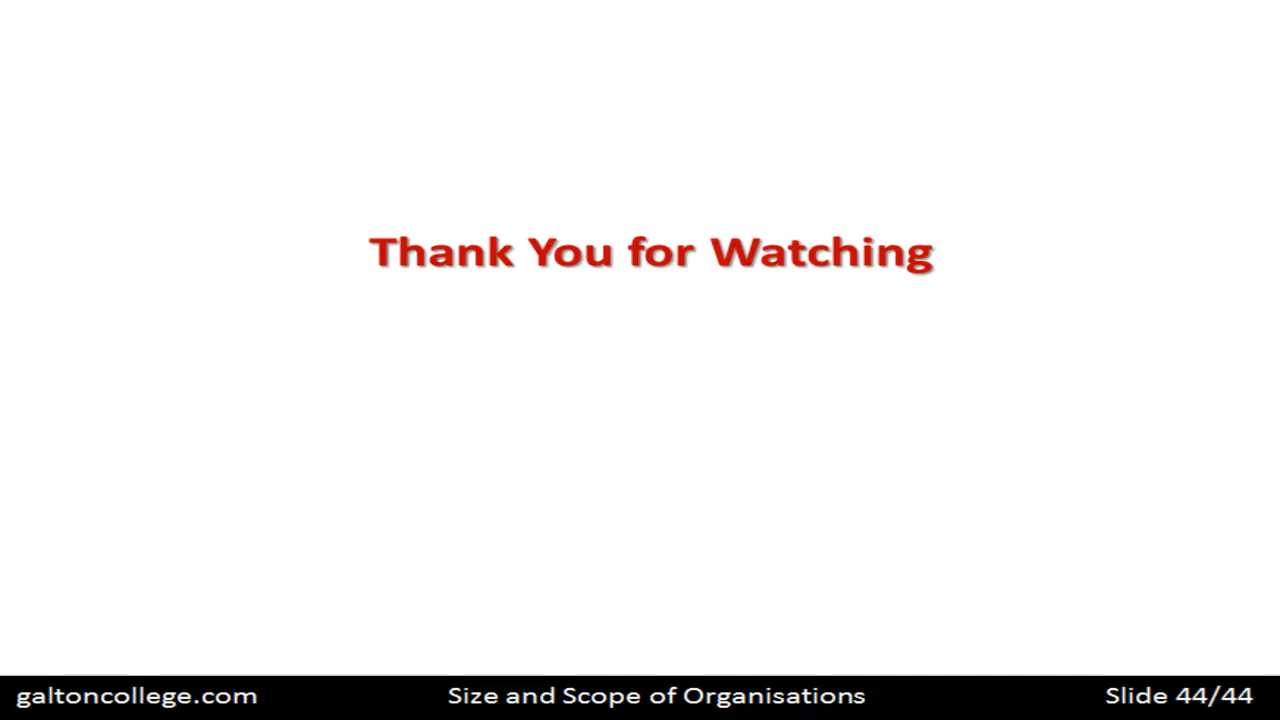 Thank You for Watching
galtoncollege.com
Size and Scope of Organisations
Slide 44/44